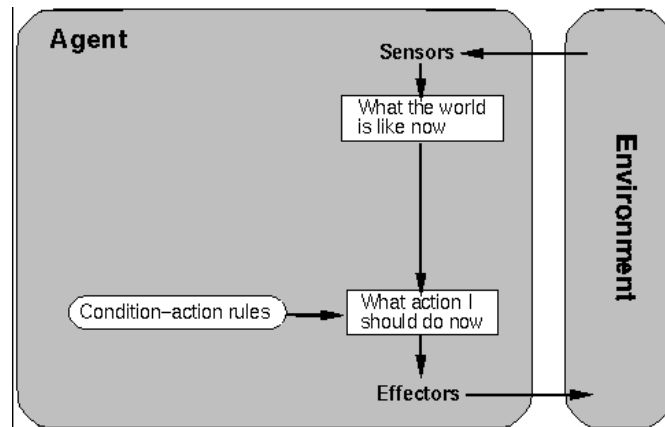 Agent
Sensors
What the world
is like now
Environment
Condition–action rules
What action I
should do now
Effectors